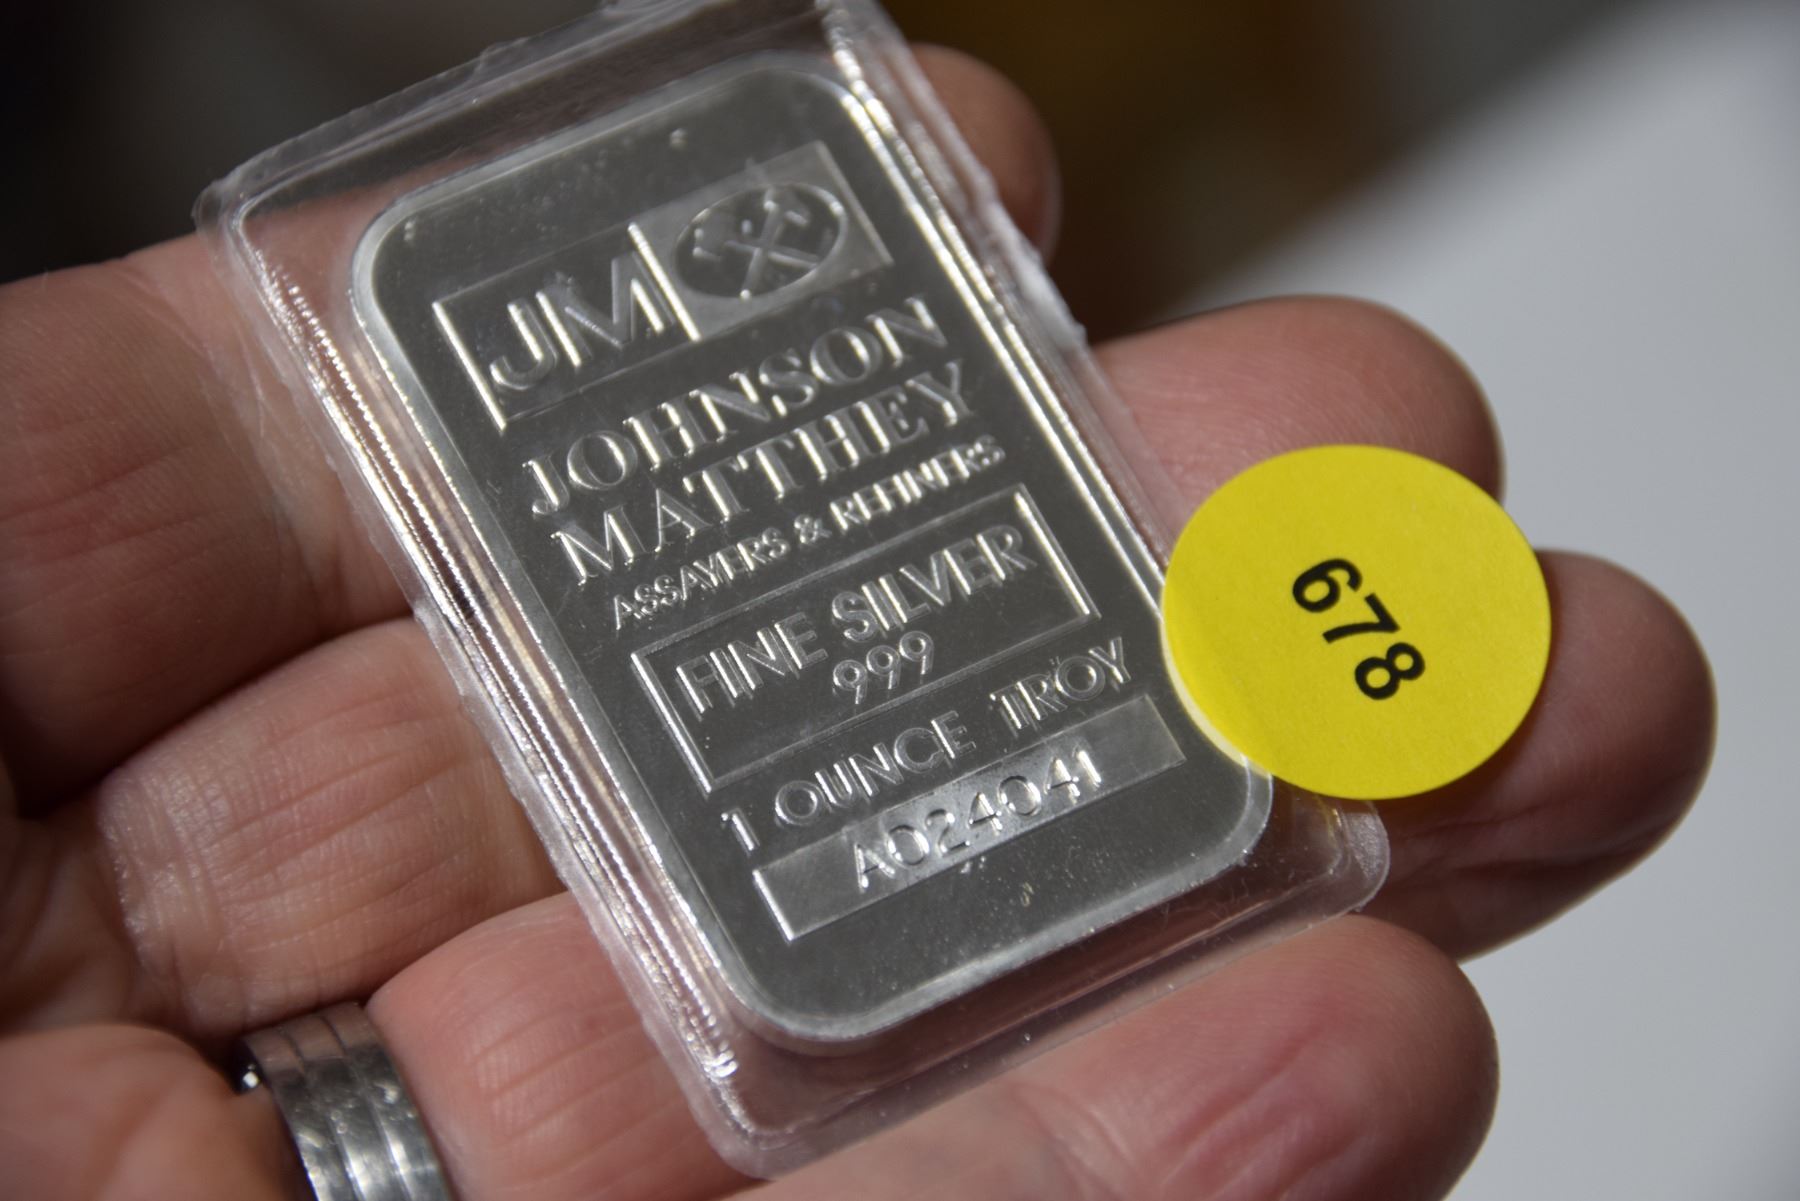 JM
JOHNSON
MATTHEY
ASSAYERS & REFINERS
FINE SILVER
999
1 OUNCE TROY
A024041
678